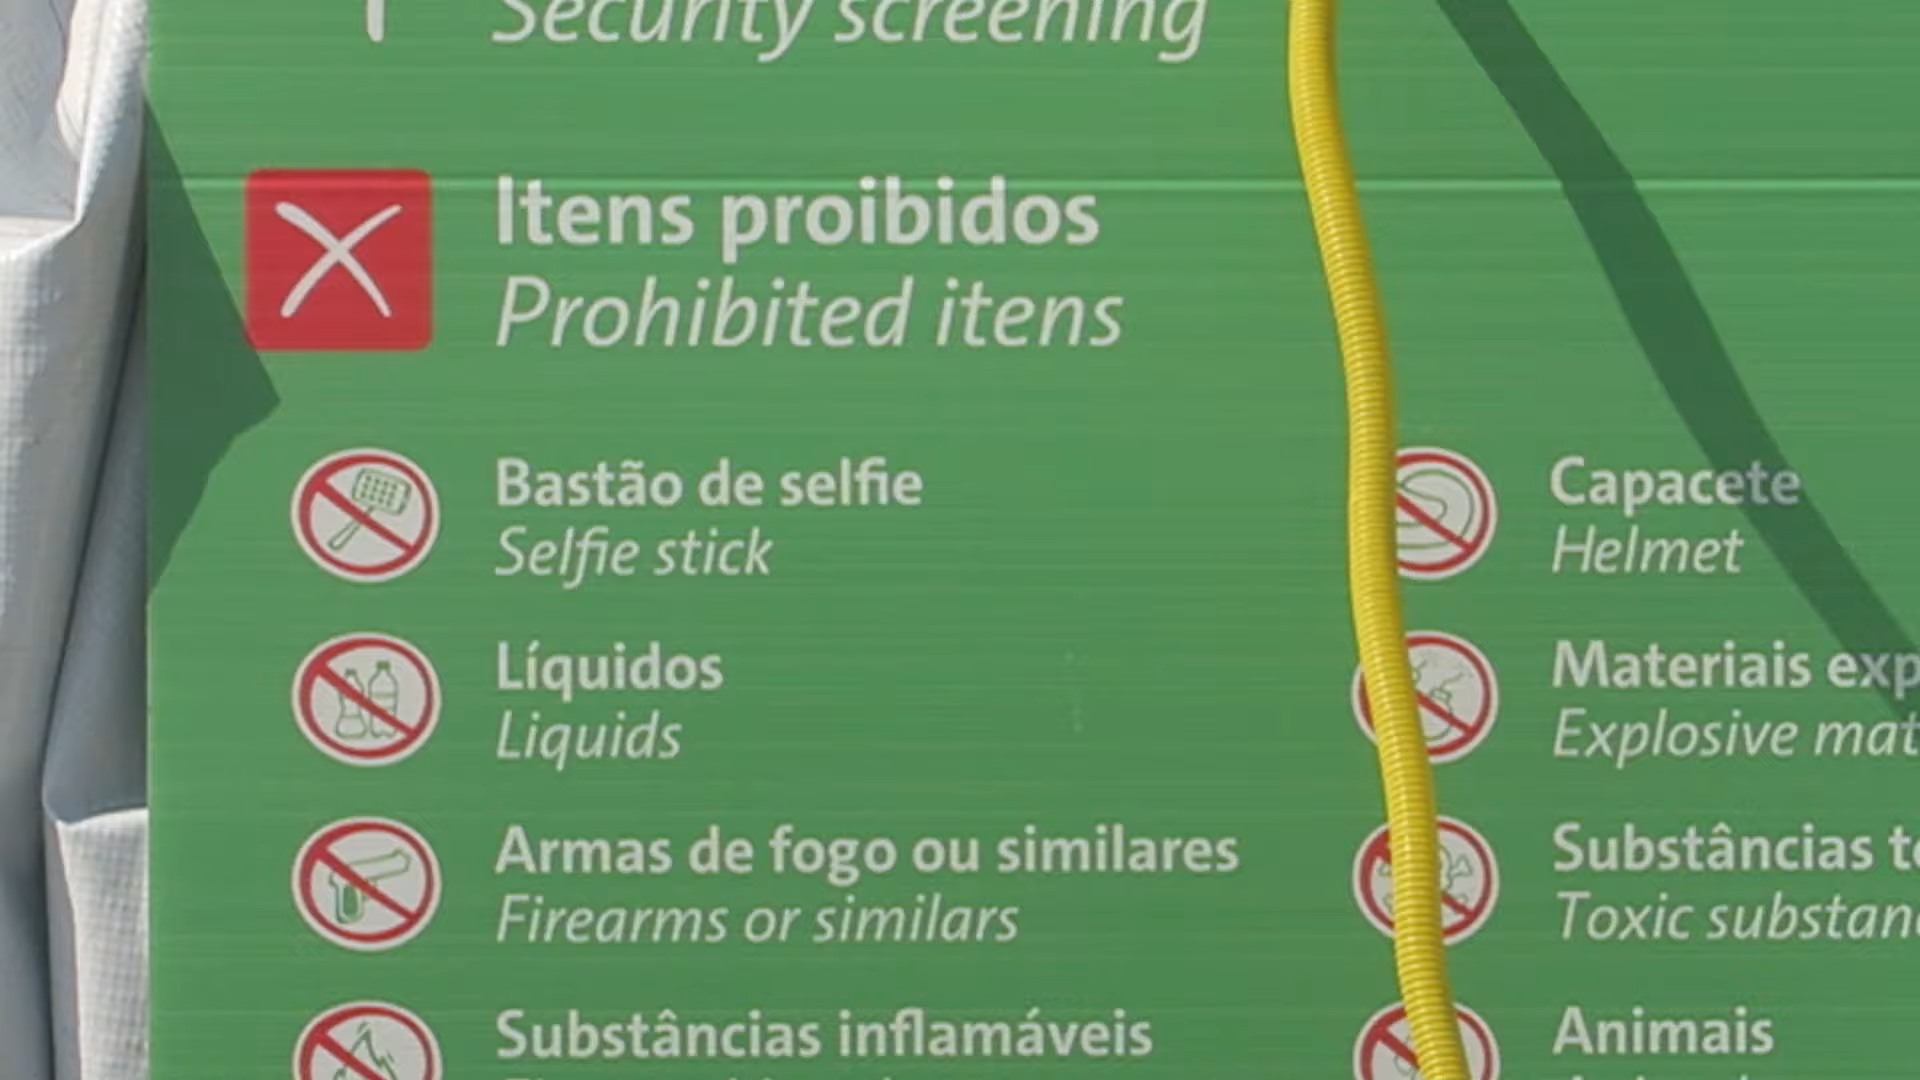 Security screening
Itens proibidos
Prohibited itens
Bastão de selfie
Selfie stick
Líquidos
Liquids
Armas de fogo ou similares
Firearms or similars
Substâncias inflamáveis
Capacete
Helmet
Materiais exp
Explosive mat
Substâncias
Toxic substan
Animais